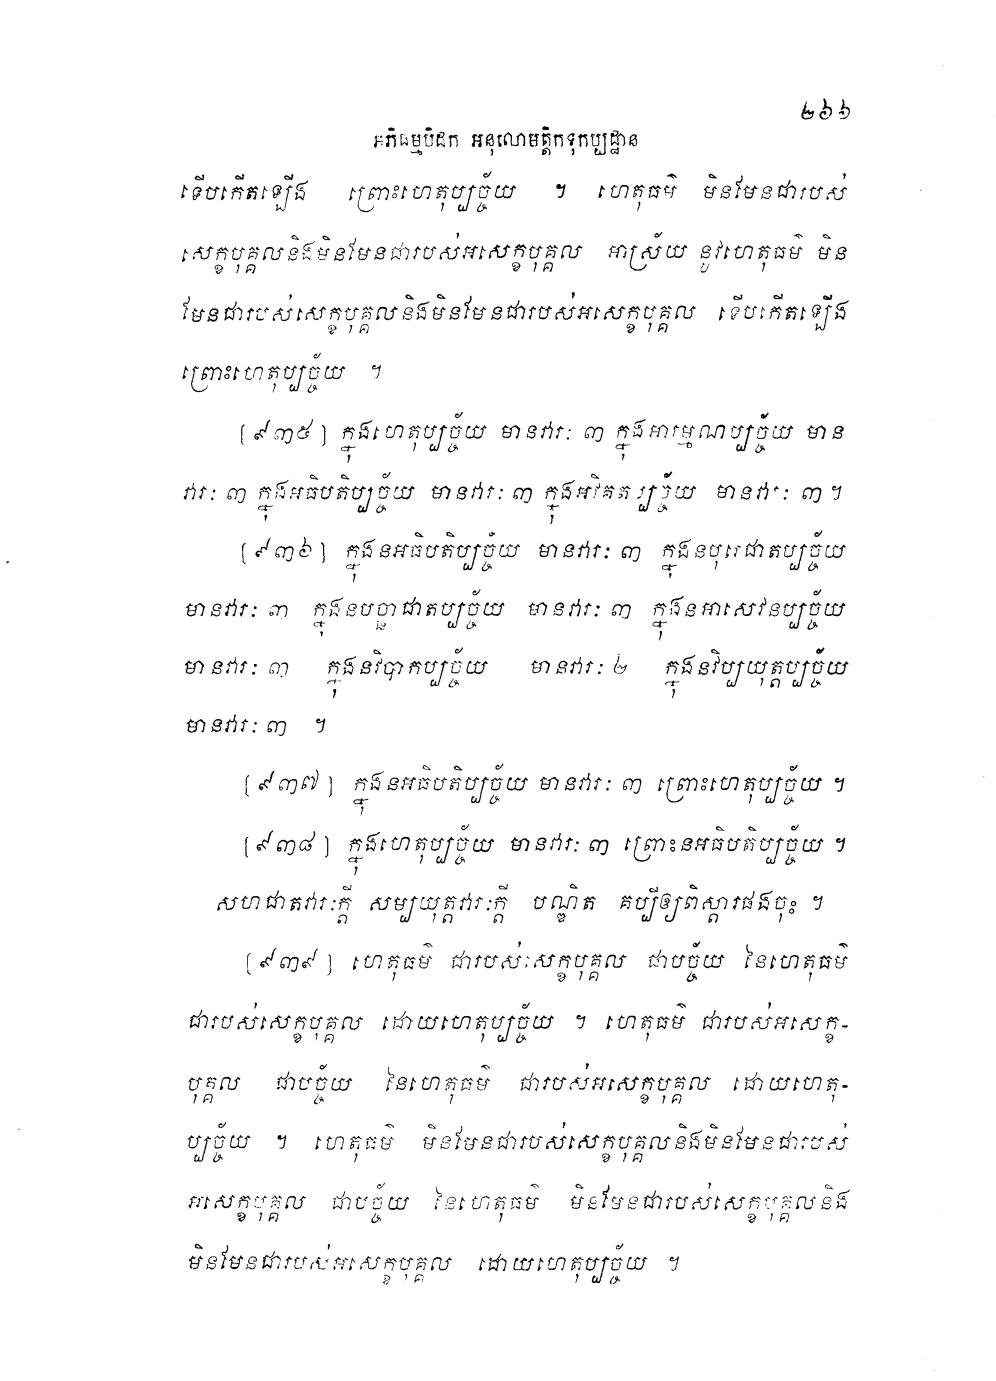 ២៦៦
អភិធម្មបិដក អនុលោមត្តិកទុកប្បដ្ឋាន
ទើបកើតឡើង ព្រោះហេតុប្បច្ច័យ ។ ហេតុធម៌ មិនមែនជារបស់
សេក្ខបុគ្គលនិងមិនមែនជារបស់អសេក្ខបុគ្គល អាស្រ័យ នូវហេតុធម៌ មិន
មែនជារបស់សេក្ខបុគ្គលនិងមិនមែនជារបស់អសេក្ខបុគ្គល ទើបកើតឡើង
ព្រោះហេតុប្បច្ច័យ ។
[៩៣៥] ក្នុងហេតុប្បច្ច័យ មានវារៈ ៣ ក្នុងអារម្មណប្បច្ច័យ មាន
វារៈ ៣ ក្នុងអធិបតិប្បច្ច័យ មានវារៈ ៣ ក្នុងអវិគតប្បច្ច័យ មានវារៈ ៣ ។
[៩៣៦] ក្នុងនអធិបតិប្បច្ច័យ មានវារៈ ៣ ក្នុងនបុរេជាតប្បច្ច័យ
មានវារៈ ៣ ក្នុងនបច្ឆាជាតប្បច្ច័យ មានវារៈ ៣ ក្នុងនអាសេវនប្បច្ច័យ
មានវារៈ ៣ ក្នុងនវិបាកប្បច្ច័យ មានវារៈ ២ ក្នុងនវិប្បយុត្តប្បច្ច័យ
មានវារៈ ៣ ។
[៩៣៧] ក្នុងនអធិបតិប្បច្ច័យ មានវារៈ ៣ ព្រោះហេតុប្បច្ច័យ ។
[៩៣៨] ក្នុងហេតុប្បច្ច័យ មានវារៈ ៣ ព្រោះនអធិបតិប្បច្ច័យ ។
សហជាតវារៈក្តី សម្បយុត្តវារៈក្តី បណ្ឌិត គប្បីឲ្យពិស្តារផងចុះ ។
[៩៣៩] ហេតុធម៌ ជារបស់សេក្ខបុគ្គល ជាបច្ច័យ នៃហេតុធម៌
ជារបស់សេក្ខបុគ្គល ដោយហេតុប្បច្ច័យ ។ ហេតុធម៌ ជារបស់អសេក្ខ-
បុគ្គល ជាបច្ច័យ នៃហេតុធម៌ ជារបស់អសេក្ខបុគ្គល ដោយហេតុ-
ប្បច្ច័យ ។ ហេតុធម៌ មិនមែនជារបស់សេក្ខបុគ្គលនិងមិនមែនជារបស់
អសេក្ខបុគ្គល ជាបច្ច័យ នៃហេតុធម៌ មិនមែនជារបស់សេក្ខបុគ្គលនិង
មិនមែនជារបស់អសេក្ខបុគ្គល ដោយហេតុប្បច្ច័យ ។